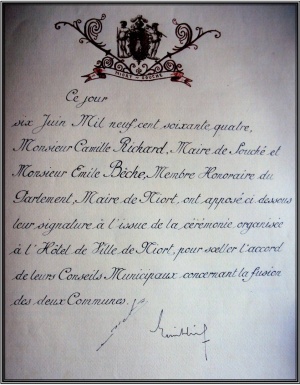 NIORT - SOUCHÉ
Ce jour
six Juin Mil neuf cent soixante quatre,
Monsieur Camille Richard, Maire de Souché et
Monsieur Emile Bèche, Membre Honoraire du
Parlement, Maire de Niort, ont apposé ci dessous
leur signature à l'issue de la cérémonie organisée
à l'Hôtel de Ville de Niort, pour sceller l'accord
de leurs Conseils Municipaux concernant la fusion
des deux Communes.